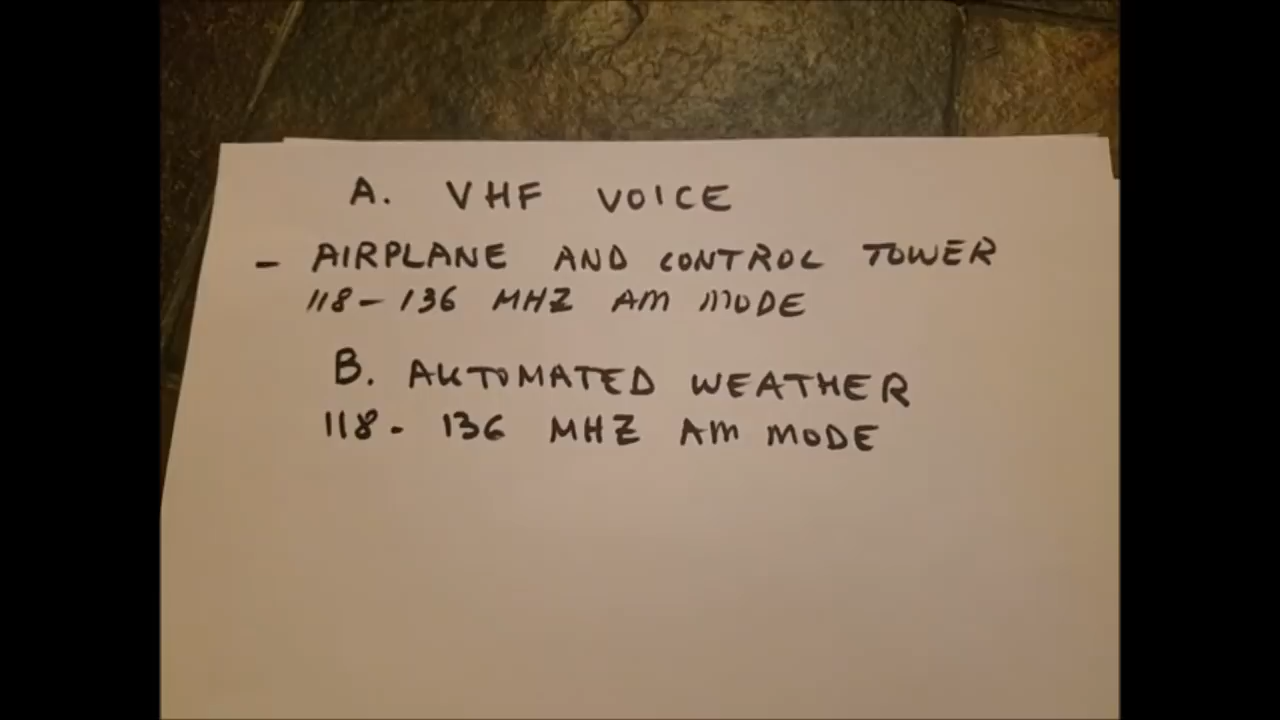 A. VHF VOICE
- AIRPLANE AND CONTROL TOWER
118-136 MHZ AM MODE
B. AUTOMATED WEATHER
118- 136 MHZ AM MODE